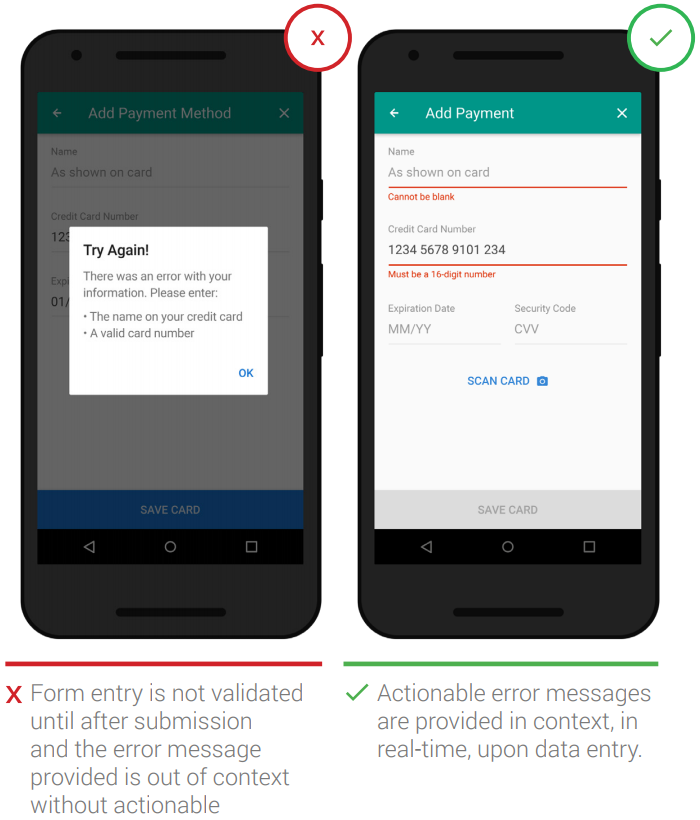 X
Add Payment Method
Name
As shown on card
Credit Card Number
123
Expi
01/
Try Again!
There was an error with your
information. Please enter:
• The name on your credit card
• A valid card number
OK
SAVE CARD
Add Payment
Name
As shown on card
Cannot be blank
Credit Card Number
1234 5678 9101 234
Must be a 16-digit number
Expiration Date Security Code
MM/YY CVV
SCAN CARD
SAVE CARD
X Form entry is not validated
until after submission
and the error message
provided is out of context
without actionable
Actionable error messages
are provided in context, in
real-time, upon data entry.